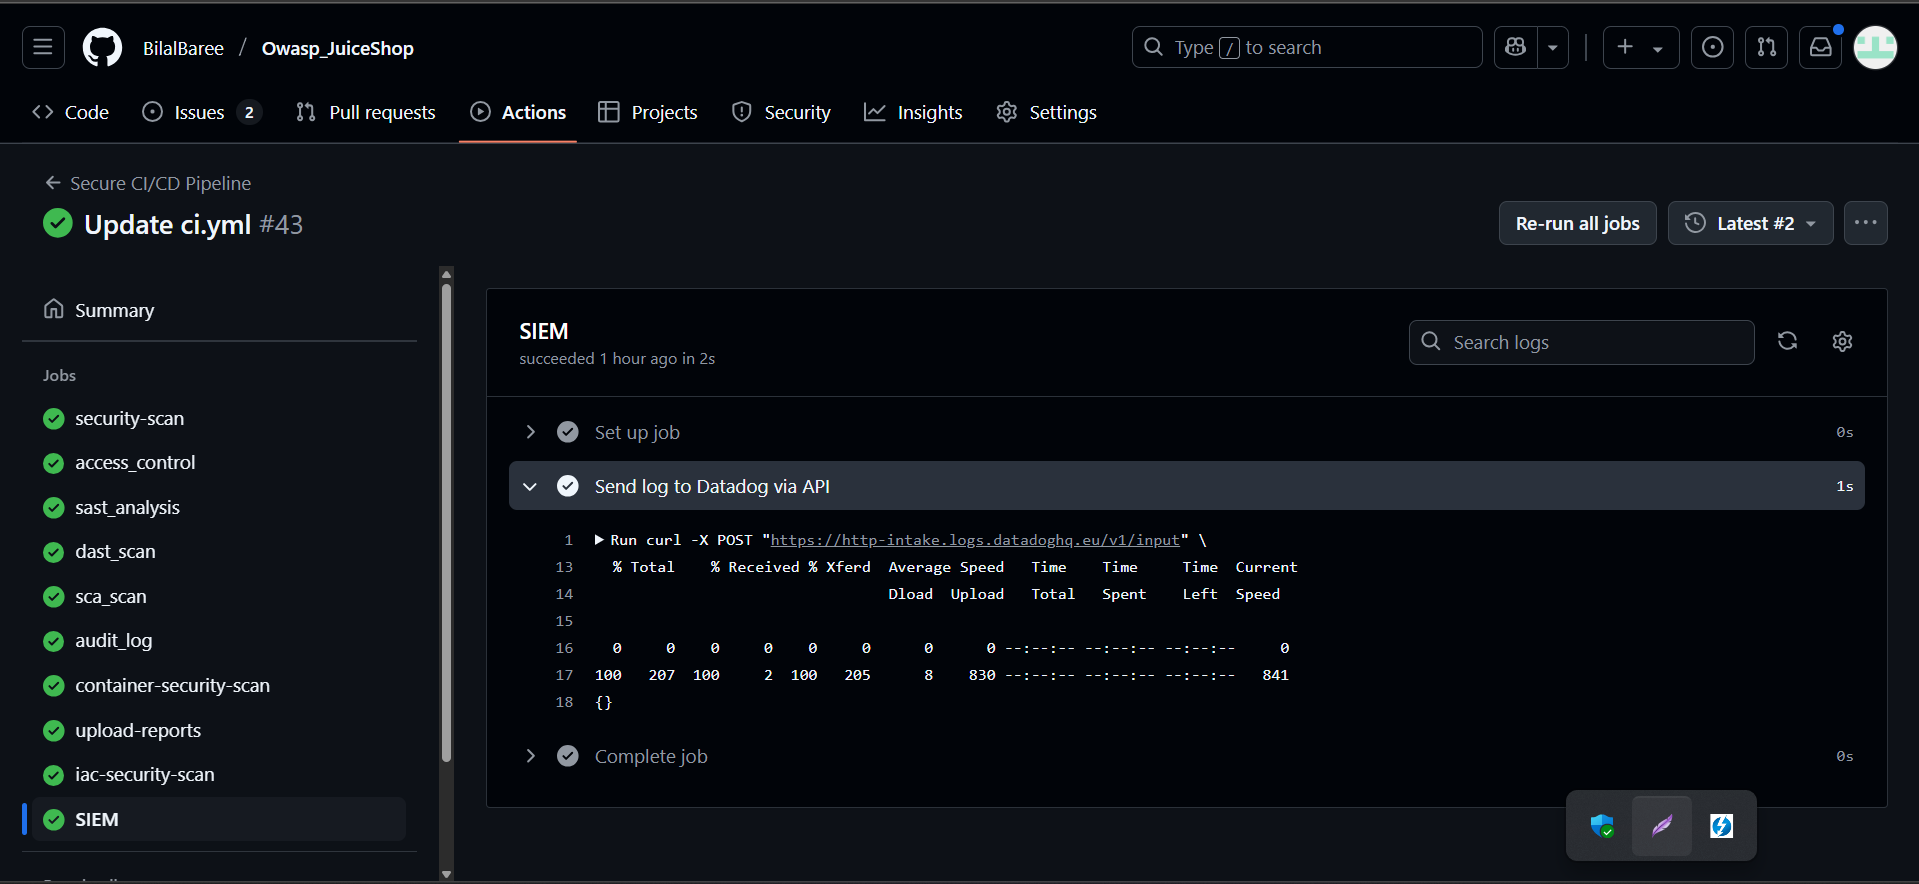 BilalBaree / Owasp_JuiceShop
Type / to search
Code
Issues 2
Pull requests
Actions
Projects
Security
Insights
Settings
Secure CI/CD Pipeline
Update ci.yml #43
Re-run all jobs
Latest #2
Summary
Jobs
security-scan
access_control
sast_analysis
dast_scan
sca_scan
audit_log
container-security-scan
upload-reports
iac-security-scan
SIEM
SIEM
succeeded 1 hour ago in 2s
Search logs
Set up job 0s
Send log to Datadog via API 1s
1 Run curl -X POST "https://http-intake.logs.datadoghq.eu/v1/input" \
13 % Total % Received % Xferd Average Speed Time Time Time Current
14 Dload Upload Total Spent Left Speed
15
16 0 0 0 0 0 0 0 0 --:--:-- --:--:-- --:--:-- 0
17 100 207 100 2 100 205 8 830 --:--:-- --:--:-- --:--:-- 841
18 {}
Complete job 0s